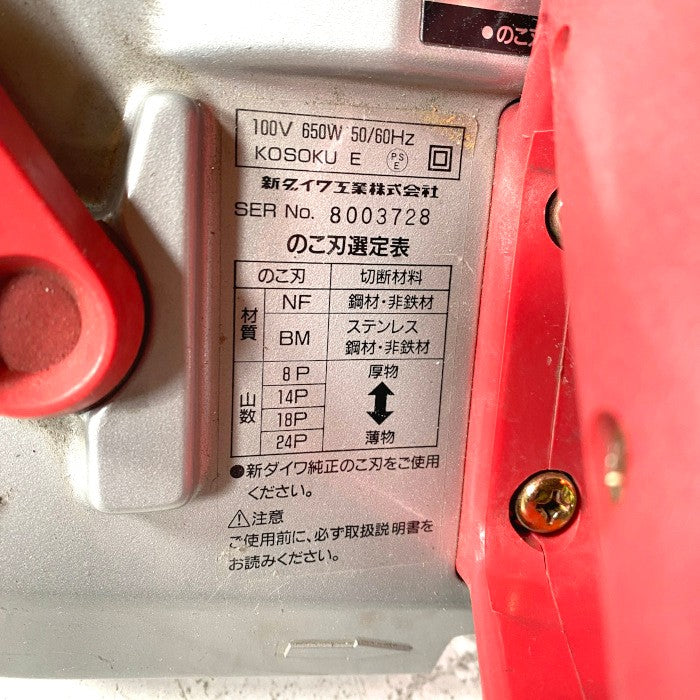 ●のこ刃
100V 650W 50/60Hz
KOSOKU E PS E
新ダイワ工業株式会社
SER No. 8003728
のこ刃選定表
のこ刃 切断材料
材質 NF 鋼材・非鉄材
BM ステンレス
鋼材・非鉄材
山数 8P 厚物
14P
18P
24P 薄物
●新ダイワ純正のこ刃をご使用
ください。
⚠注意
ご使用前に、必ず取扱説明書を
お読みください。